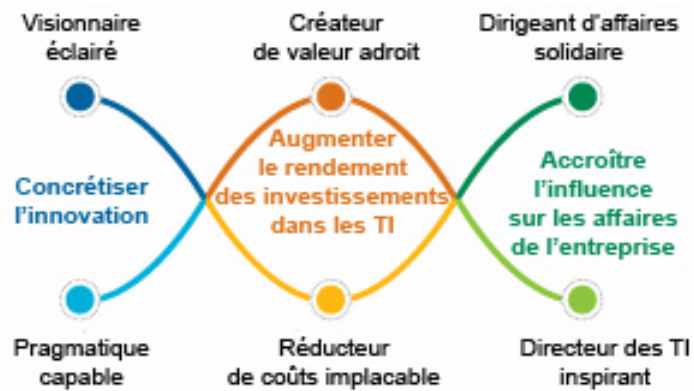 Visionnaire
éclairé
Créateur
de valeur adroit
Dirigeant d'affaires
solidaire
Concrétiser
l'innovation
Augmenter
le rendement
des investissements
dans les TI
Accroître
l'influence
sur les affaires
de l'entreprise
Pragmatique
capable
Réducteur
de coûts implacable
Directeur des TI
inspirant